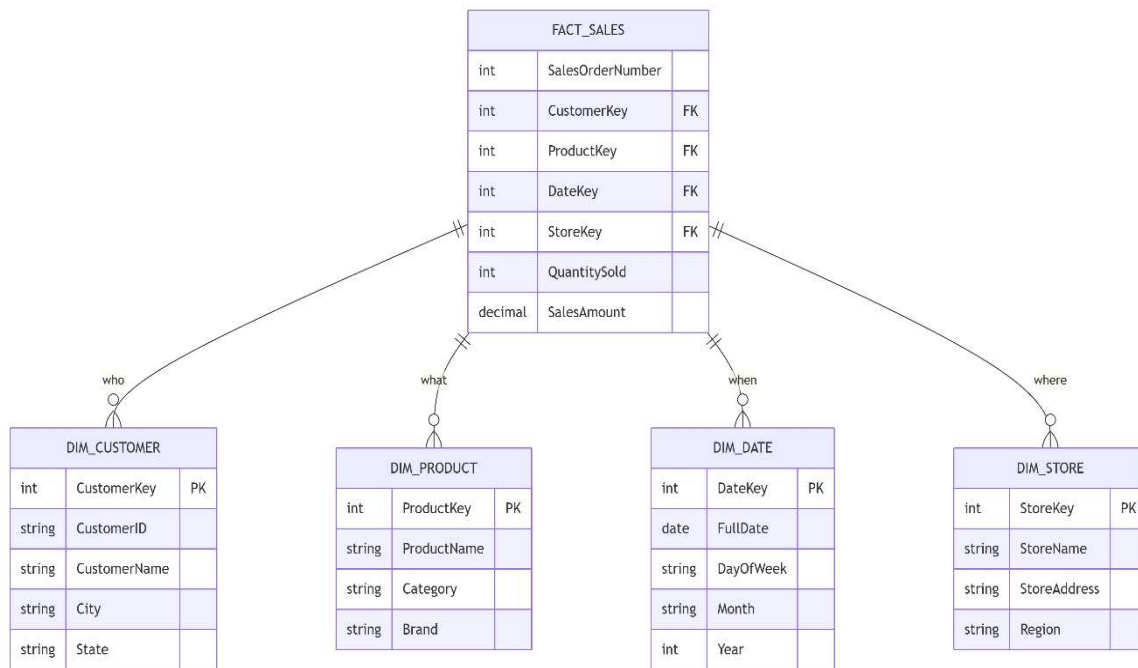 FACT_SALES
int SalesOrderNumber
int CustomerKey FK
int ProductKey FK
int DateKey FK
int StoreKey FK
int QuantitySold
decimal SalesAmount
who
what
when
where
DIM_CUSTOMER
int CustomerKey PK
string CustomerID
string CustomerName
string City
string State
DIM_PRODUCT
int ProductKey PK
string ProductName
string Category
string Brand
DIM_DATE
int DateKey PK
date FullDate
string DayOfWeek
string Month
int Year
DIM_STORE
int StoreKey PK
string StoreName
string StoreAddress
string Region